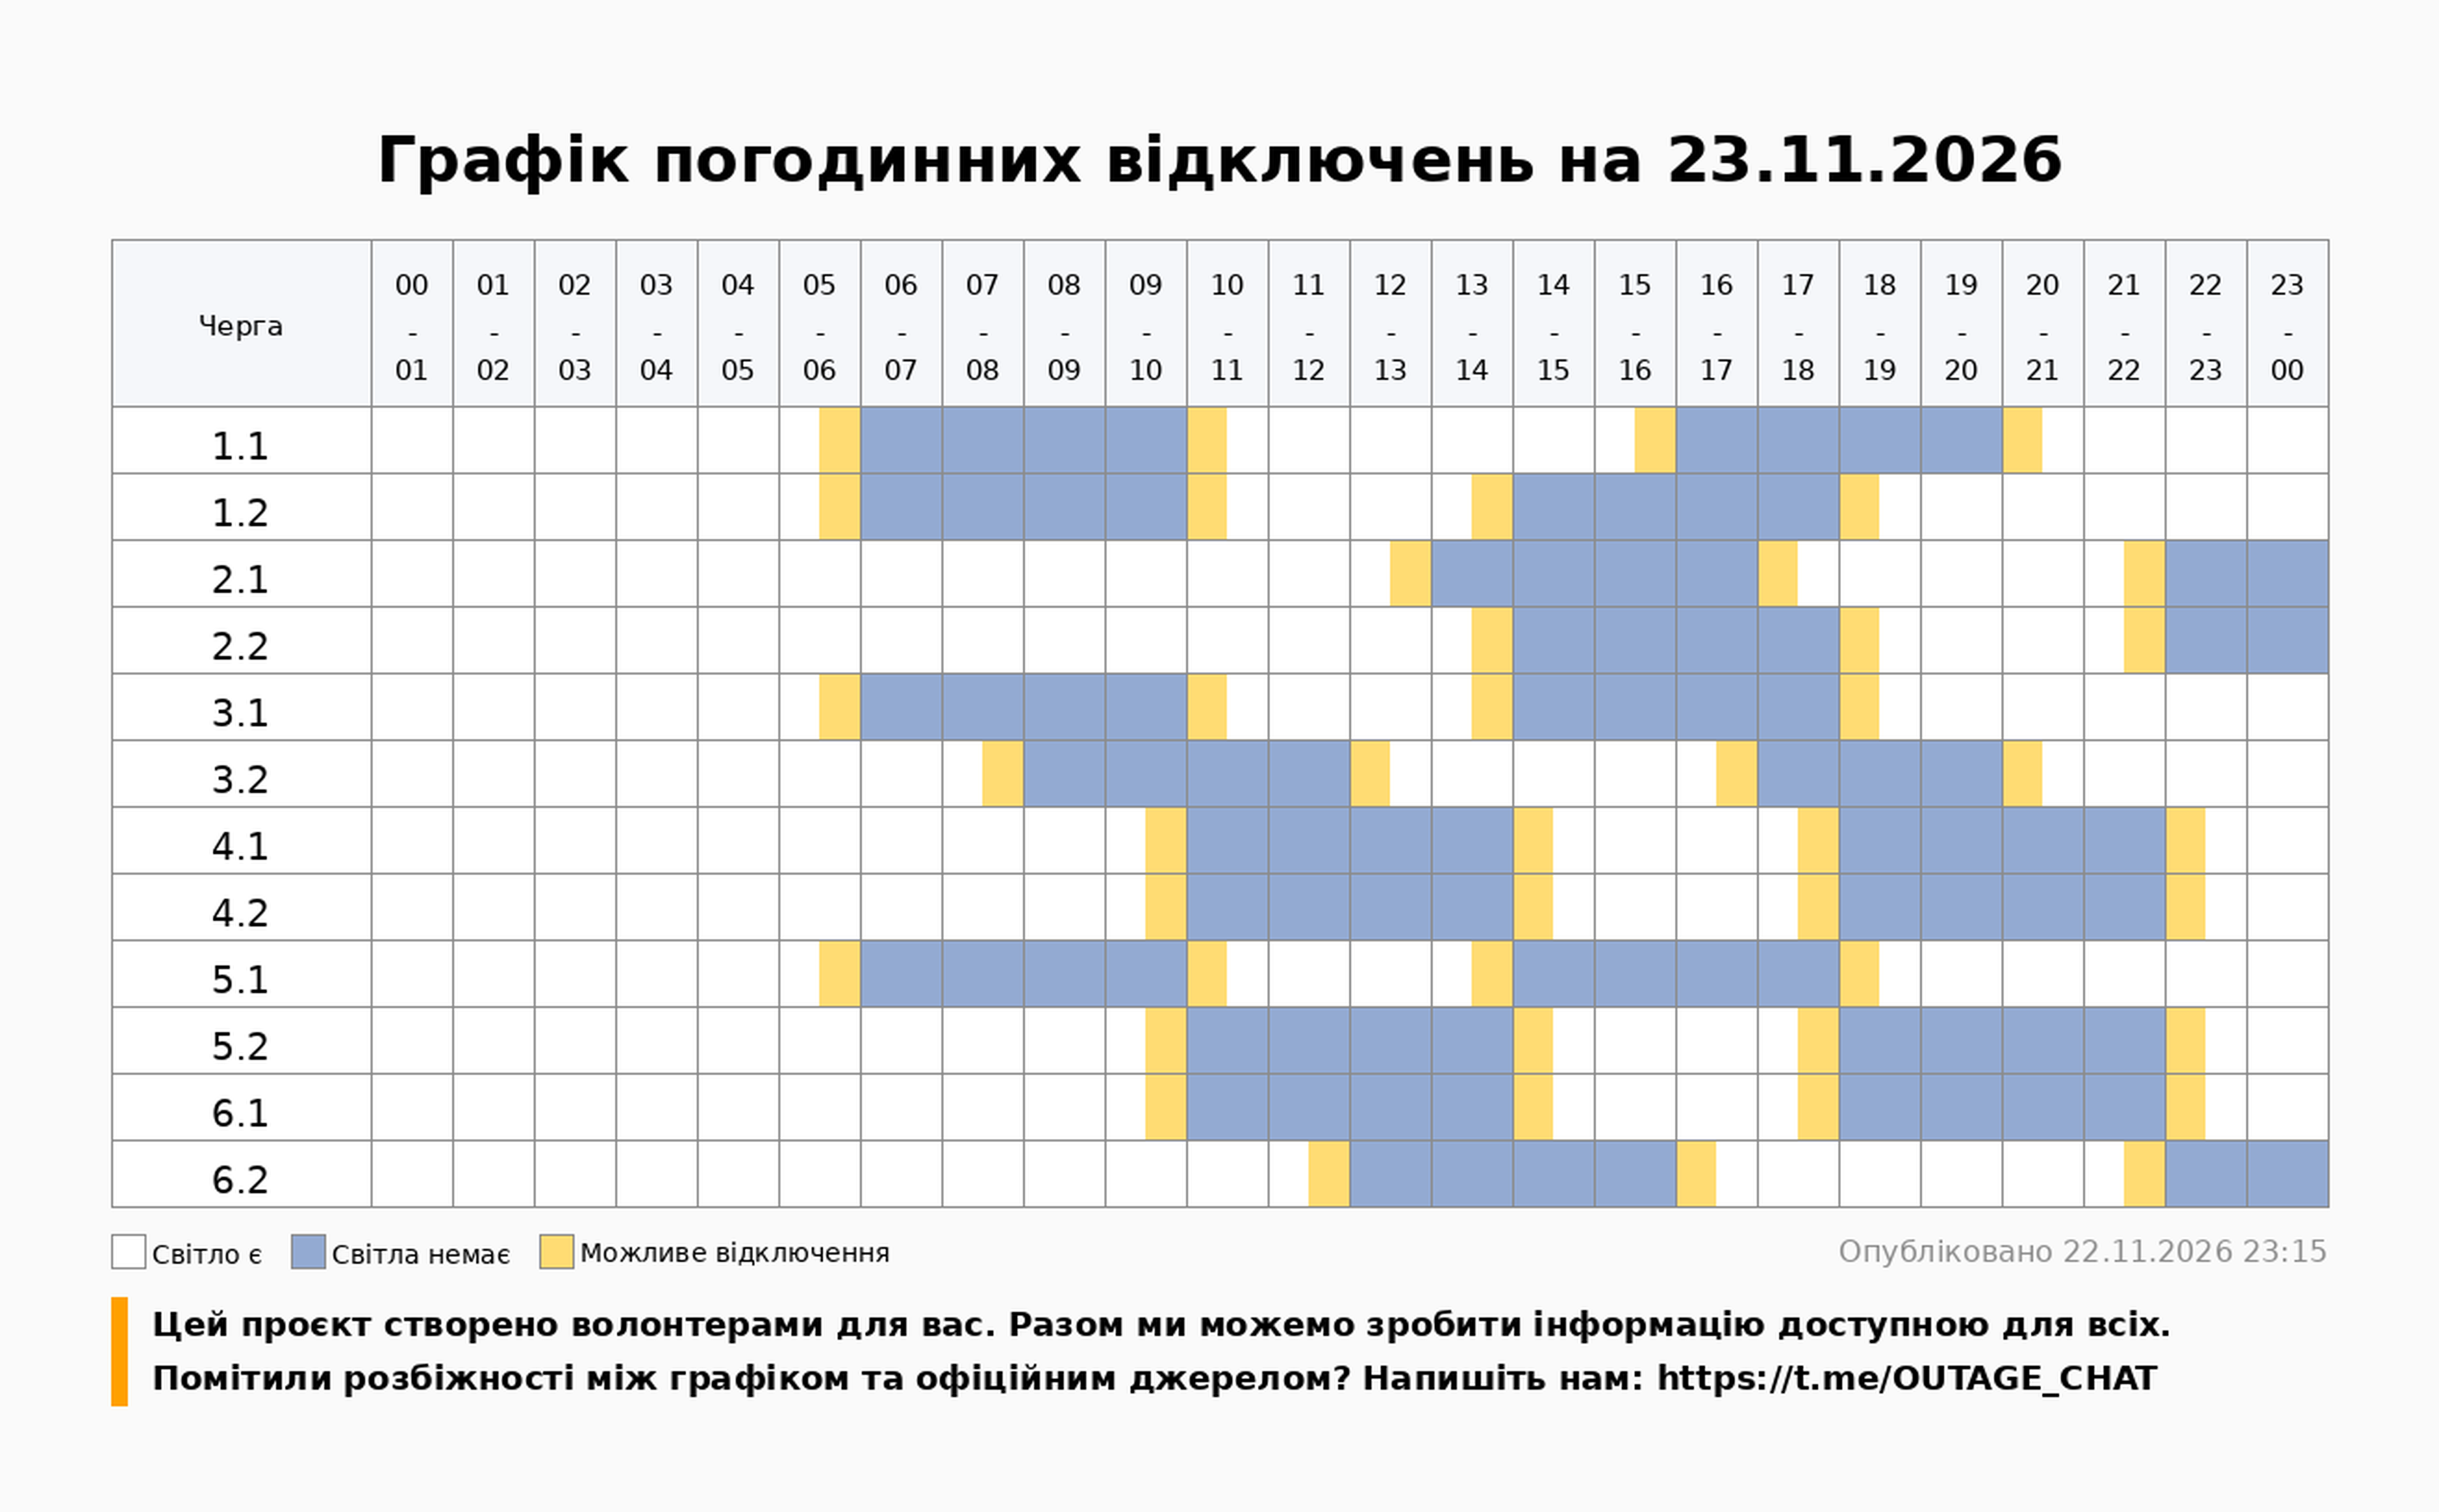 Графік погодинних відключень на 23.11.2026
Черга 00 - 01 01 - 02 02 - 03 03 - 04 04 - 05 05 - 06 06 - 07 07 - 08 08 - 09 09 - 10 10 - 11 11 - 12 12 - 13 13 - 14 14 - 15 15 - 16 16 - 17 17 - 18 18 - 19 19 - 20 20 - 21 21 - 22 22 - 23 23 - 00
1.1
1.2
2.1
2.2
3.1
3.2
4.1
4.2
5.1
5.2
6.1
6.2
Світло є Світла немає Можливе відключення Опубліковано 22.11.2026 23:15
Цей проєкт створено волонтерами для вас. Разом ми можемо зробити інформацію доступною для всіх.
Помітили розбіжності між графіком та офіційним джерелом? Напишіть нам: https://t.me/OUTAGE_CHAT